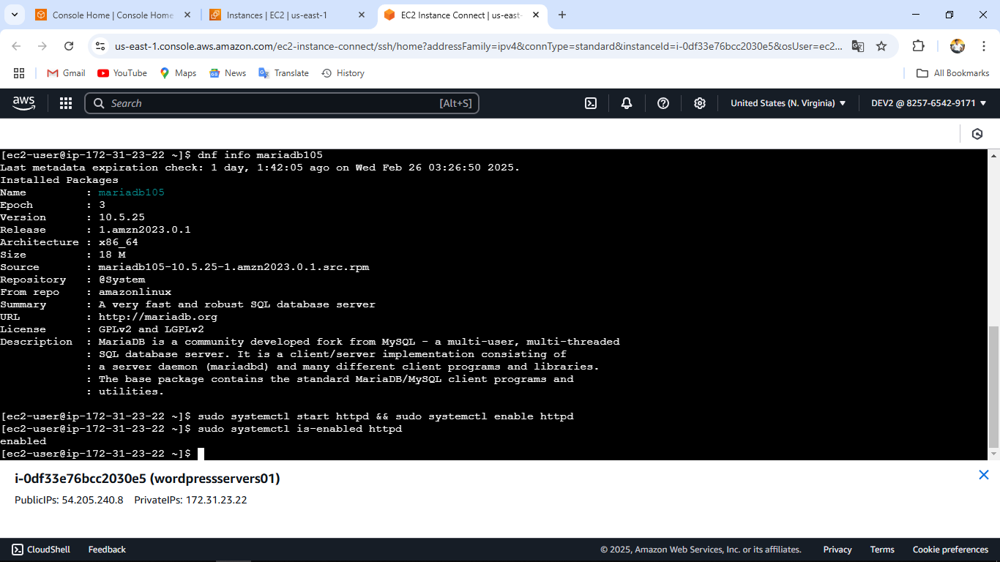 Console Home | Console Home
Instances | EC2 | us-east-1
EC2 Instance Connect | us-east-
us-east-1.console.aws.amazon.com/ec2-instance-connect/ssh/home?addressFamily=ipv4&connType=standard&instanceId=i-0df33e76bcc2030e5&osUser=ec2...
Gmail
YouTube
Maps
News
Translate
History
All Bookmarks
aws
Search
[Alt+S]
United States (N. Virginia)
DEV2 @ 8257-6542-9171
[ec2-user@ip-172-31-23-22 ~]$ dnf info mariadb105
Last metadata expiration check: 1 day, 1:42:05 ago on Wed Feb 26 03:26:50 2025.
Installed Packages
Name         : mariadb105
Epoch        : 3
Version      : 10.5.25
Release      : 1.amzn2023.0.1
Architecture : x86_64
Size         : 18 M
Source       : mariadb105-10.5.25-1.amzn2023.0.1.src.rpm
Repository   : @System
From repo    : amazonlinux
Summary      : A very fast and robust SQL database server
URL          : http://mariadb.org
License      : GPLv2 and LGPLv2
Description  : MariaDB is a community developed fork from MySQL - a multi-user, multi-threaded
             : SQL database server. It is a client/server implementation consisting of
             : a server daemon (mariadbd) and many different client programs and libraries.
             : The base package contains the standard MariaDB/MySQL client programs and
             : utilities.
[ec2-user@ip-172-31-23-22 ~]$ sudo systemctl start httpd && sudo systemctl enable httpd
[ec2-user@ip-172-31-23-22 ~]$ sudo systemctl is-enabled httpd
enabled
[ec2-user@ip-172-31-23-22 ~]$
i-0df33e76bcc2030e5 (wordpressservers01)
PublicIPs: 54.205.240.8 PrivateIPs: 172.31.23.22
CloudShell
Feedback
© 2025, Amazon Web Services, Inc. or its affiliates.
Privacy
Terms
Cookie preferences